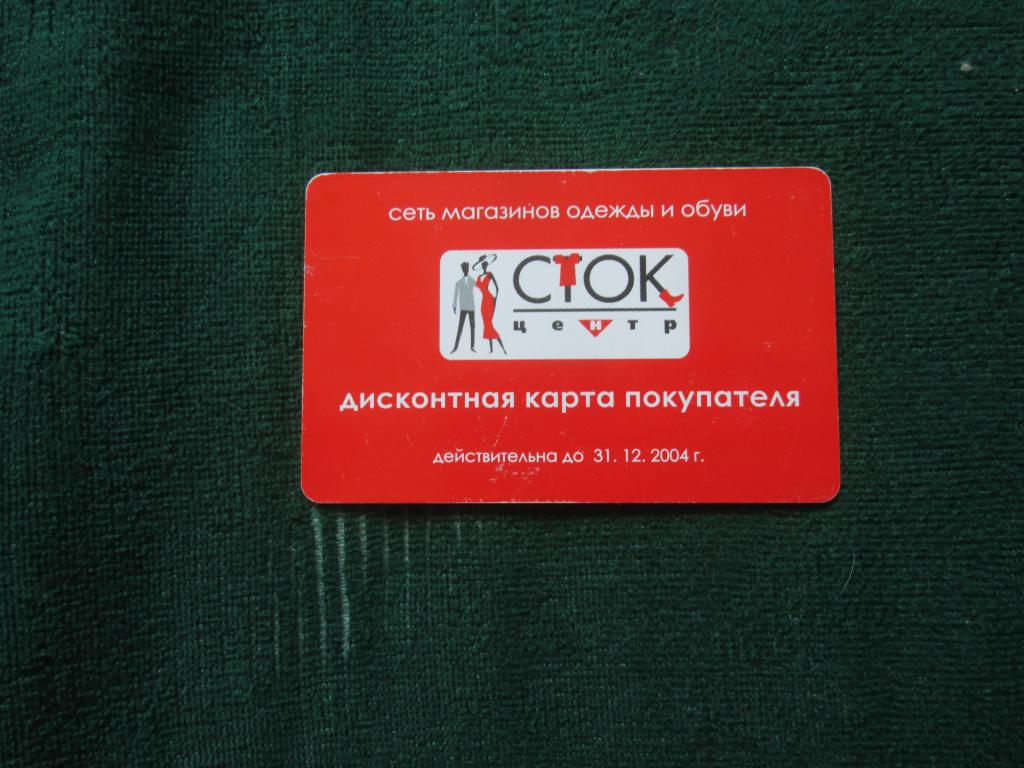 сеть магазинов одежды и обуви
СТОК
центр
дисконтная карта покупателя
действительна до 31. 12. 2004 г.